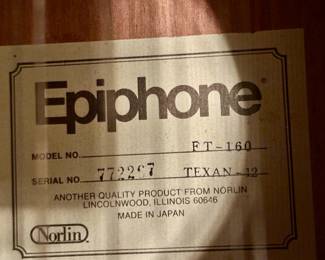 Epiphone®
MODEL NO. FT-160
SERIAL NO. 772297 TEXAN-12
ANOTHER QUALITY PRODUCT FROM NORLIN
LINCOLNWOOD, ILLINOIS 60646
MADE IN JAPAN
Norlin